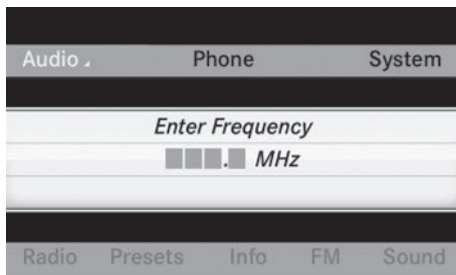 Audio Phone System
Enter Frequency
. MHz
Radio Presets Info FM Sound